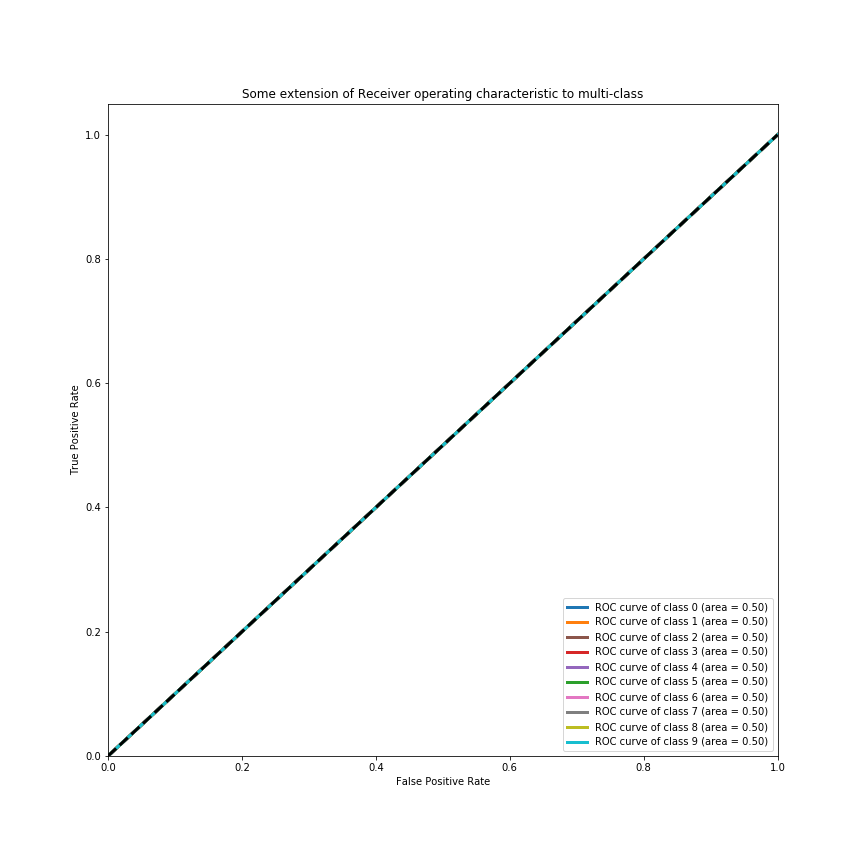 Some extension of Receiver operating characteristic to multi-class
True Positive Rate
1.0
0.8
0.6
0.4
0.2
0.0
ROC curve of class 0 (area = 0.50)
ROC curve of class 1 (area = 0.50)
ROC curve of class 2 (area = 0.50)
ROC curve of class 3 (area = 0.50)
ROC curve of class 4 (area = 0.50)
ROC curve of class 5 (area = 0.50)
ROC curve of class 6 (area = 0.50)
ROC curve of class 7 (area = 0.50)
ROC curve of class 8 (area = 0.50)
ROC curve of class 9 (area = 0.50)
0.0 0.2 0.4 0.6 0.8 1.0
False Positive Rate